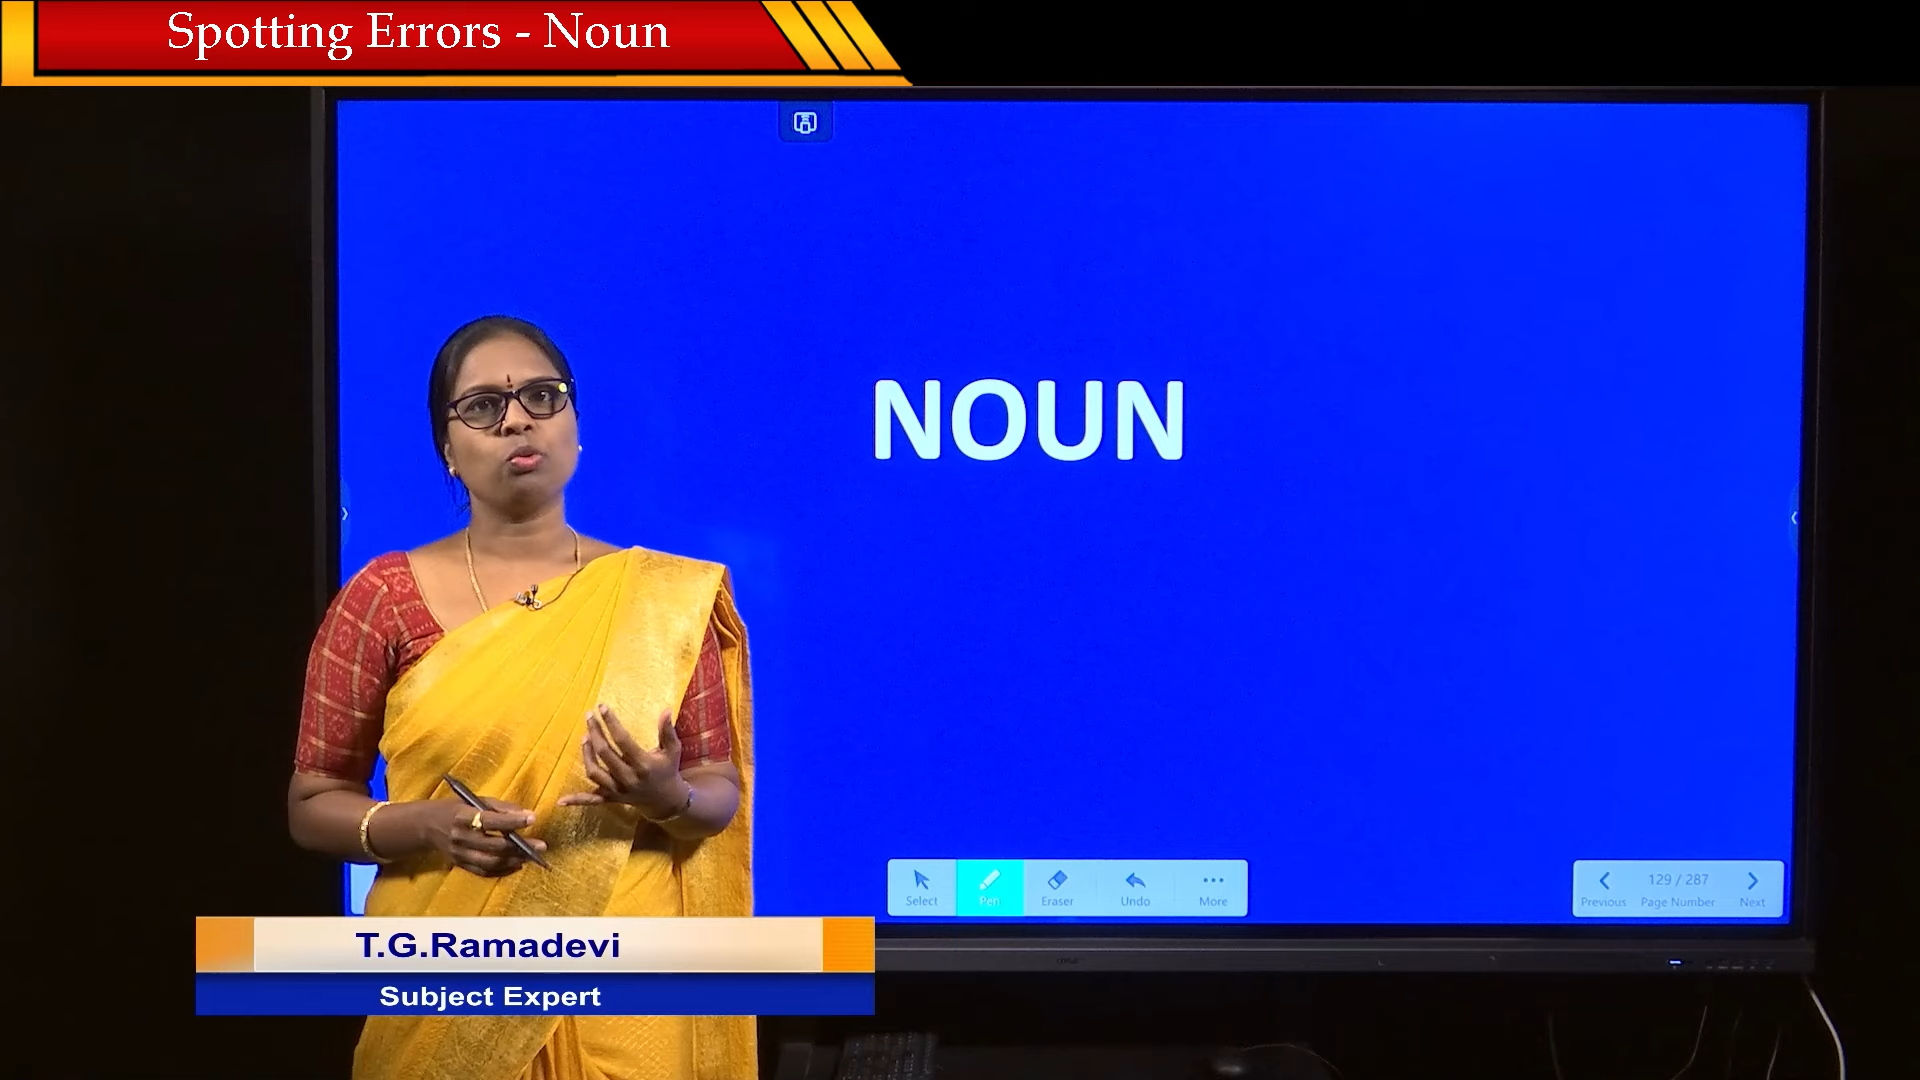 Spotting Errors - Noun
NOUN
Select
Pen
Eraser
Undo
More
Previous
129 / 287
Page Number
Next
T.G.Ramadevi
Subject Expert